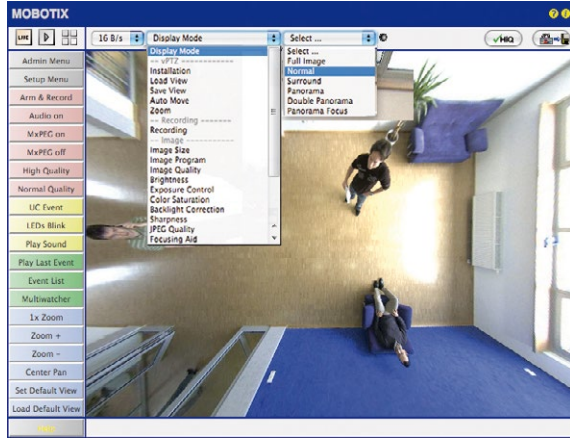 MOBOTIX
LIVE
16 B/s
Display Mode
Select ...
HiQ
Admin Menu
Setup Menu
Arm & Record
Audio on
MxPEG on
MxPEG off
High Quality
Normal Quality
UC Event
LEDs Blink
Play Sound
Play Last Event
Event List
Multiwatcher
1x Zoom
Zoom +
Zoom -
Center Pan
Set Default View
Load Default View
Display Mode
-- vPTZ ------------
Installation
Load View
Save View
Auto Move
Zoom
-- Recording -------
Recording
-- Image -----------
Image Size
Image Program
Image Quality
Brightness
Exposure Control
Color Saturation
Backlight Correction
Sharpness
JPEG Quality
Focusing Aid
Select ...
Full Image
Normal
Surround
Panorama
Double Panorama
Panorama Focus